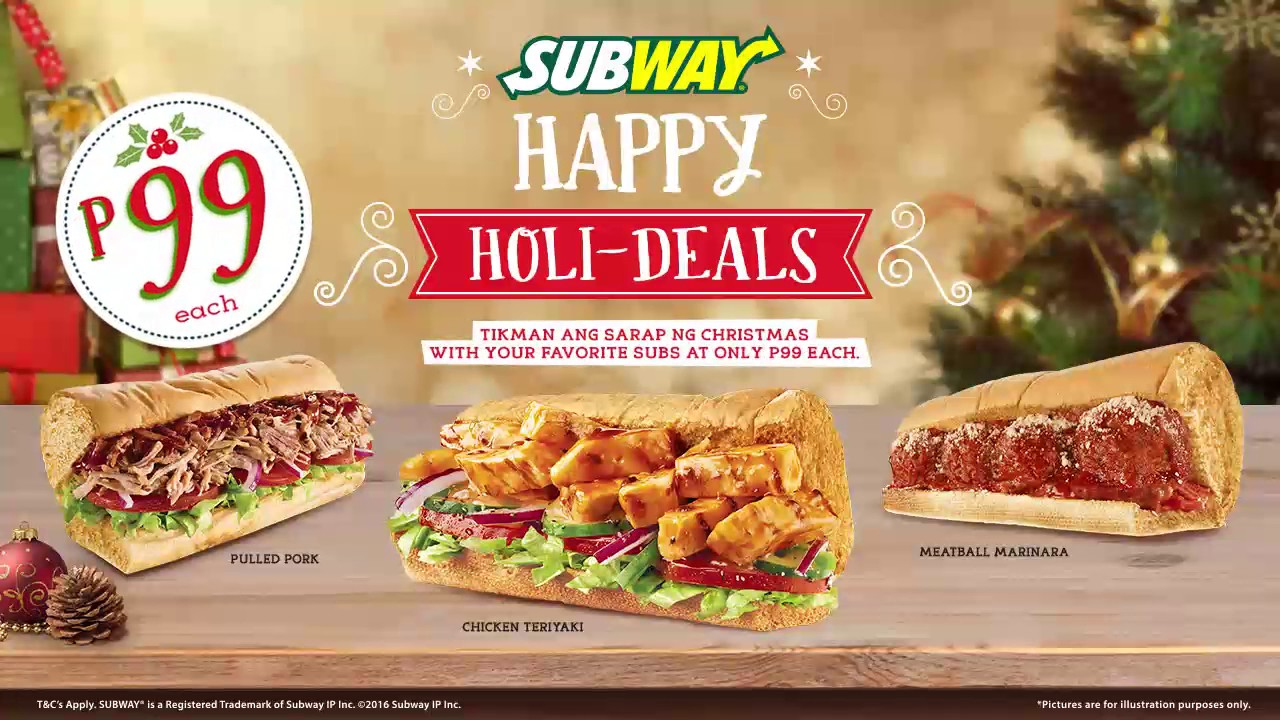 SUBWAY®
HAPPY
HOLI-DEALS
P99
each
TIKMAN ANG SARAP NG CHRISTMAS
WITH YOUR FAVORITE SUBS AT ONLY P99 EACH.
PULLED PORK
CHICKEN TERIYAKI
MEATBALL MARINARA
T&C's Apply. SUBWAY® is a Registered Trademark of Subway IP Inc. ©2016 Subway IP Inc.
*Pictures are for illustration purposes only.